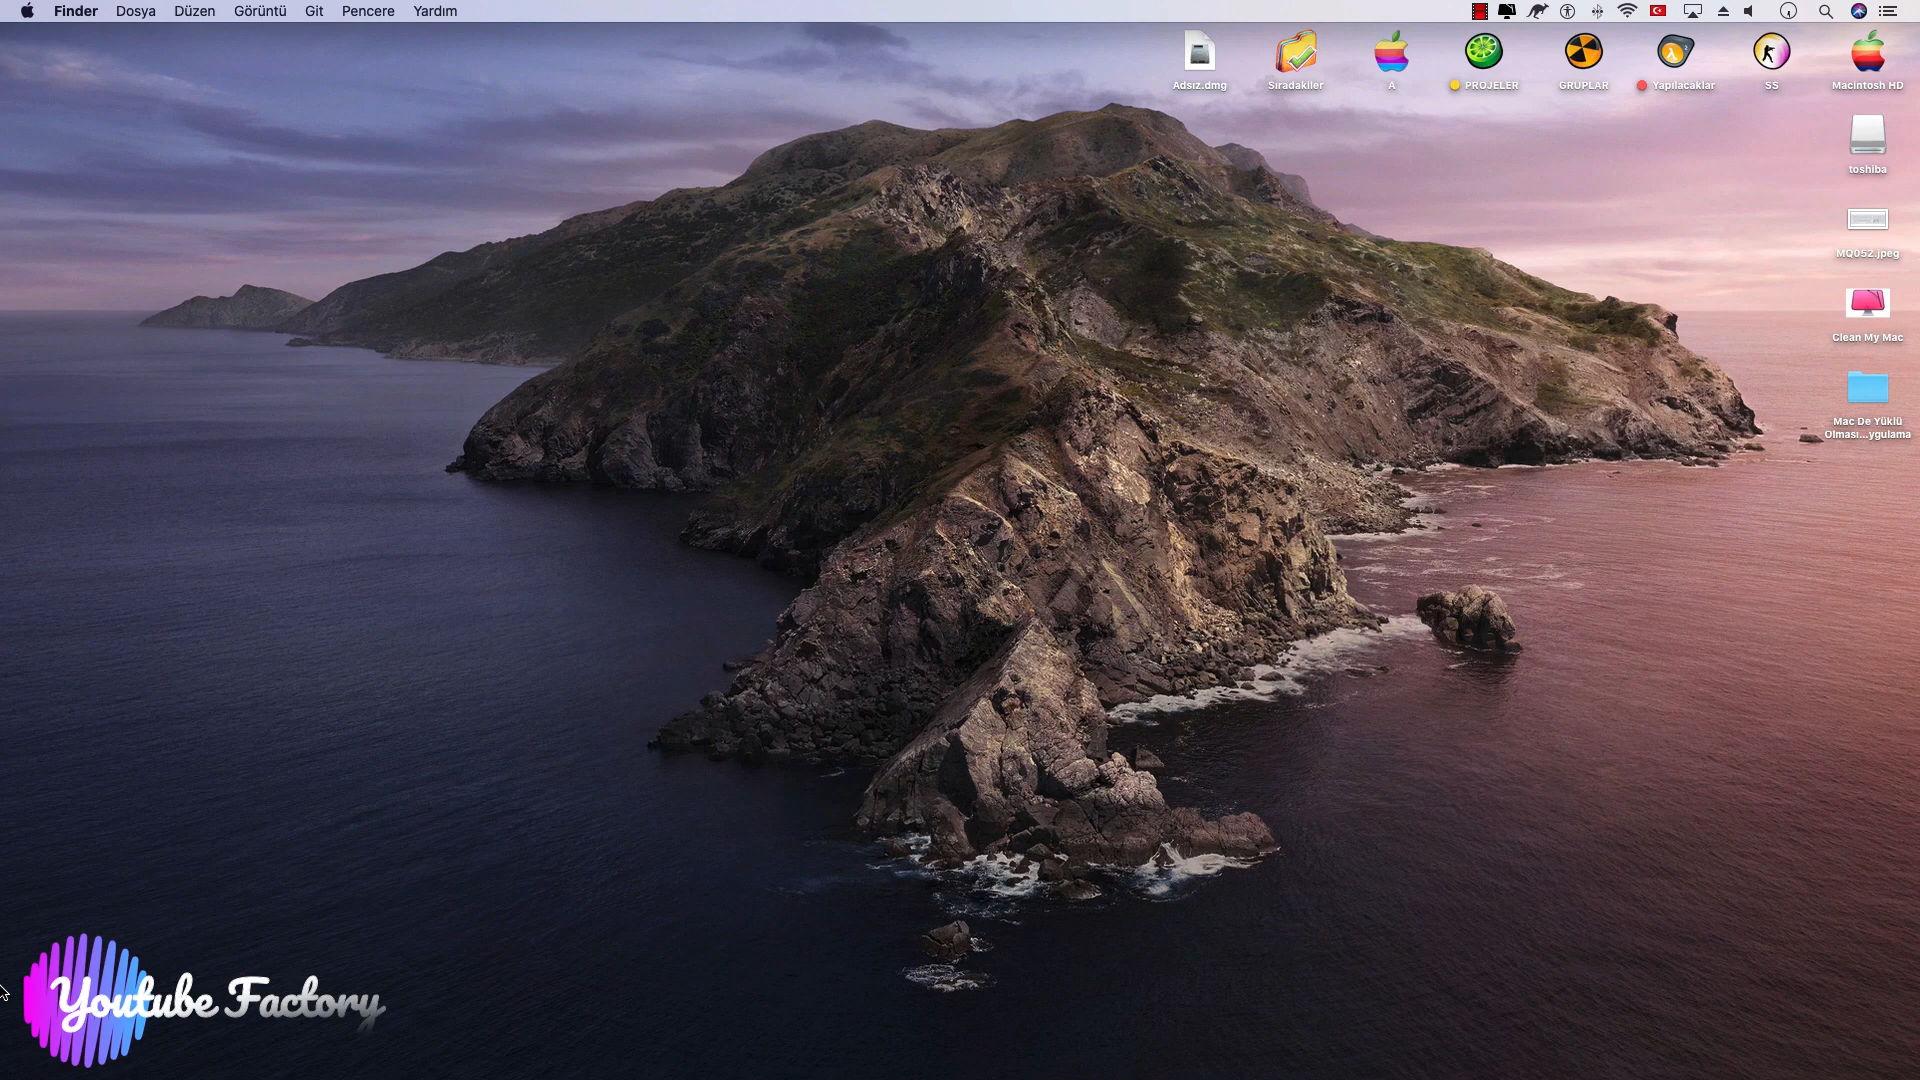 Finder Dosya Düzen Görüntü Git Pencere Yardım
Adsız.dmg Sıradakiler A PROJELER GRUPLAR Yapılacaklar SS Macintosh HD
toshiba
MQ052.jpeg
Clean My Mac
Mac De Yüklü
Olması...ygulama
Youtube Factory